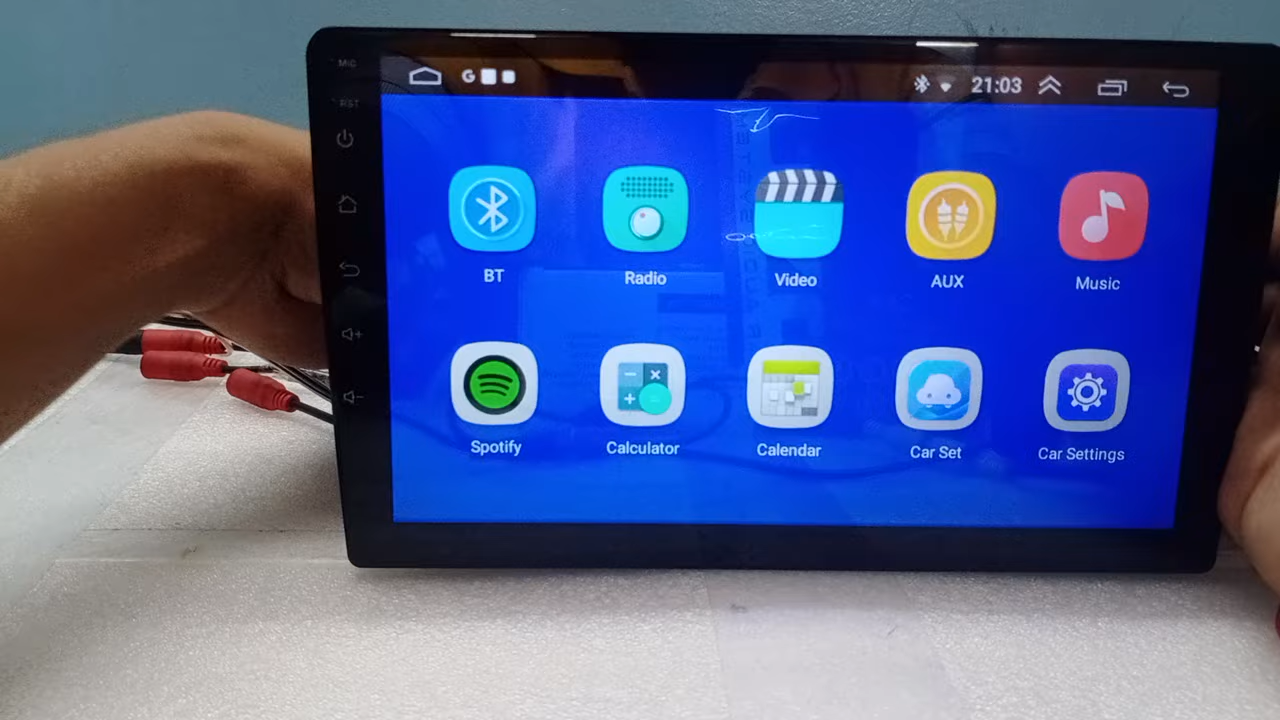 MIC
RST
G 21:03
BT Radio Video AUX Music
Spotify Calculator Calendar Car Set Car Settings